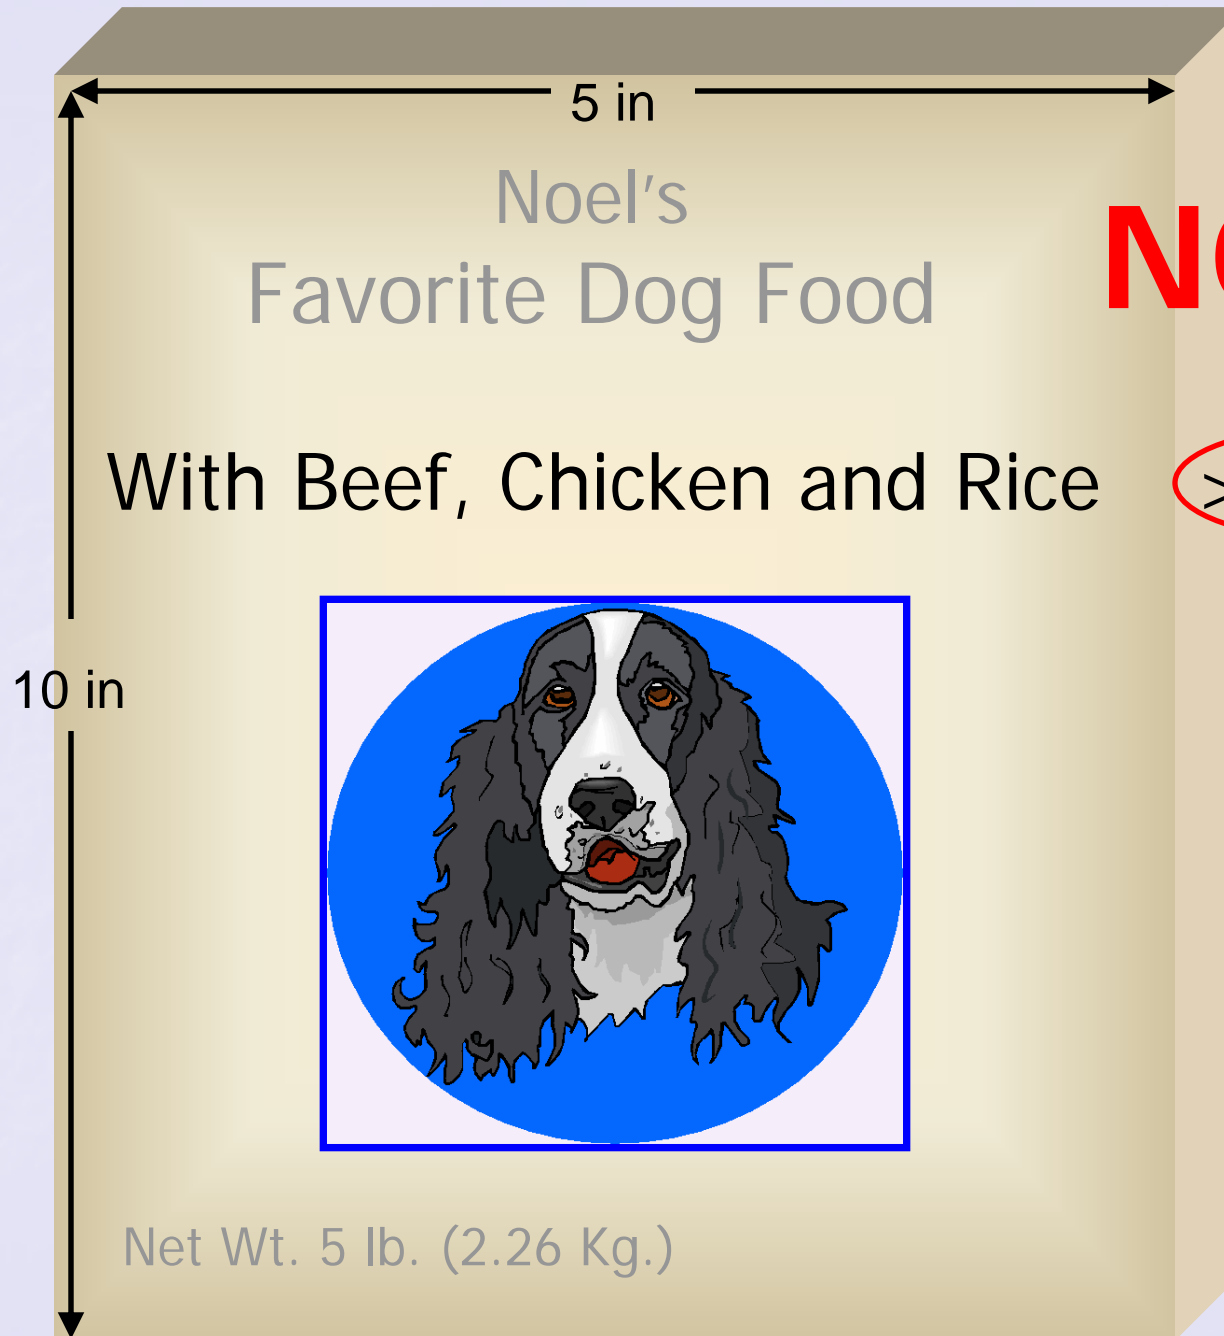 5 in
Noel's
Favorite Dog Food
With Beef, Chicken and Rice >
10 in
Net Wt. 5 lb. (2.26 Kg.)